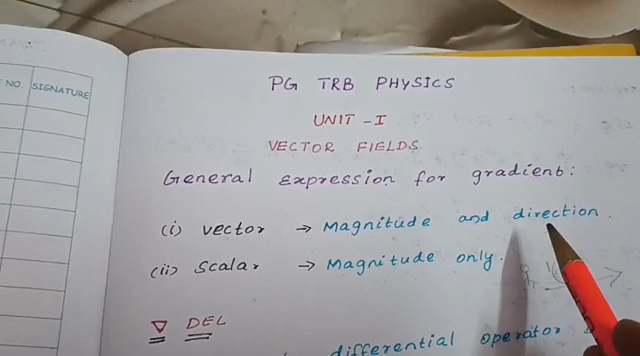 NO. SIGNATURE
PG TRB PHYSICS
UNIT - I
VECTOR FIELDS
General Expression for gradient:
(i) vector → Magnitude and direction.
(ii) Scalar → Magnitude only.
∇ DEL
differential operator